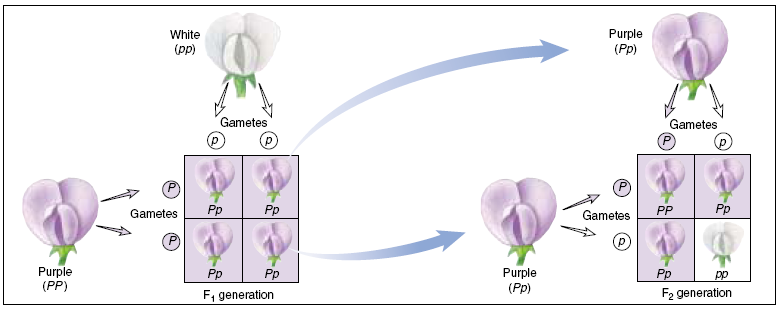 White
(pp)
Gametes
p p
P
Pp Pp
Gametes
P
Pp Pp
Purple
(PP)
F1 generation
Purple
(Pp)
Gametes
P p
P
PP Pp
Gametes
p
Pp pp
Purple
(Pp)
F2 generation